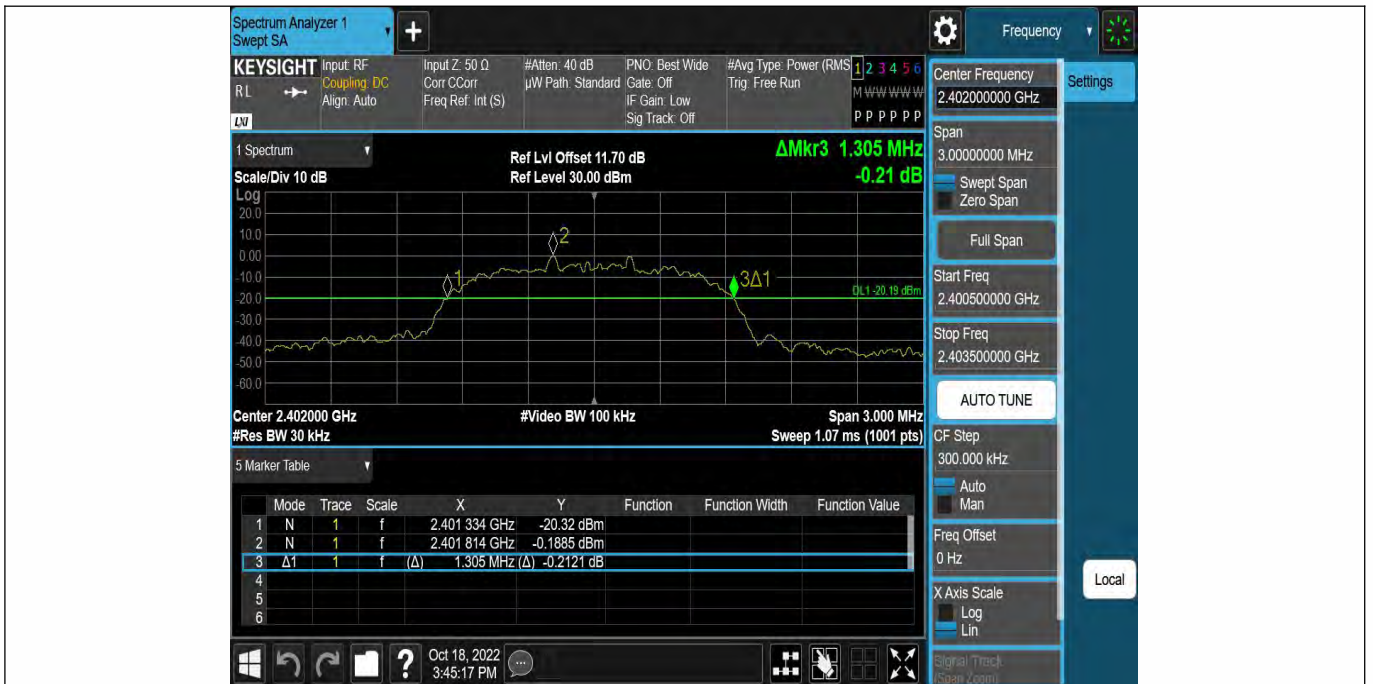 Spectrum Analyzer 1
Swept SA
+
Frequency
KEYSIGHT
RL
LXI
Input: RF
Coupling: DC
Align: Auto
Input Z: 50 Ω
Corr CCorr
Freq Ref: Int (S)
#Atten: 40 dB
µW Path: Standard
PNO: Best Wide
Gate: Off
IF Gain: Low
Sig Track: Off
#Avg Type: Power (RMS
Trig: Free Run
1 2 3 4 5 6
M W W W W W
P P P P P P
1 Spectrum
Scale/Div 10 dB
Ref Lvl Offset 11.70 dB
Ref Level 30.00 dBm
ΔMkr3 1.305 MHz
-0.21 dB
Log
20.0
10.0
0.00
-10.0
-20.0
-30.0
-40.0
-50.0
-60.0
1
2
3Δ1
DL1 -20.19 dBm
Center 2.402000 GHz
#Res BW 30 kHz
#Video BW 100 kHz
Span 3.000 MHz
Sweep 1.07 ms (1001 pts)
5 Marker Table
Mode Trace Scale X Y Function Function Width Function Value
1 N 1 f 2.401 334 GHz -20.32 dBm
2 N 1 f 2.401 814 GHz -0.1885 dBm
3 Δ1 1 f (Δ) 1.305 MHz (Δ) -0.2121 dB
4
5
6
?
Oct 18, 2022
3:45:17 PM
Center Frequency
2.402000000 GHz
Span
3.00000000 MHz
Swept Span
Zero Span
Full Span
Start Freq
2.400500000 GHz
Stop Freq
2.403500000 GHz
AUTO TUNE
CF Step
300.000 kHz
Auto
Man
Freq Offset
0 Hz
X Axis Scale
Log
Lin
Signal Track
(Span Zoom)
Settings
Local